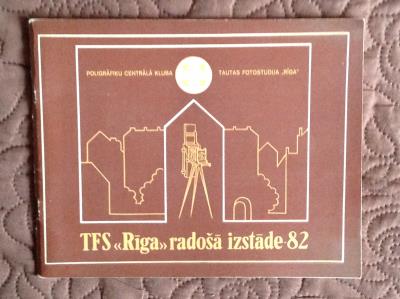 POLIGRĀFIĶU CENTRĀLĀ KLUBA TAUTAS FOTOSTUDIJA „RĪGA"
TFS «Rīga» radošā izstāde-82